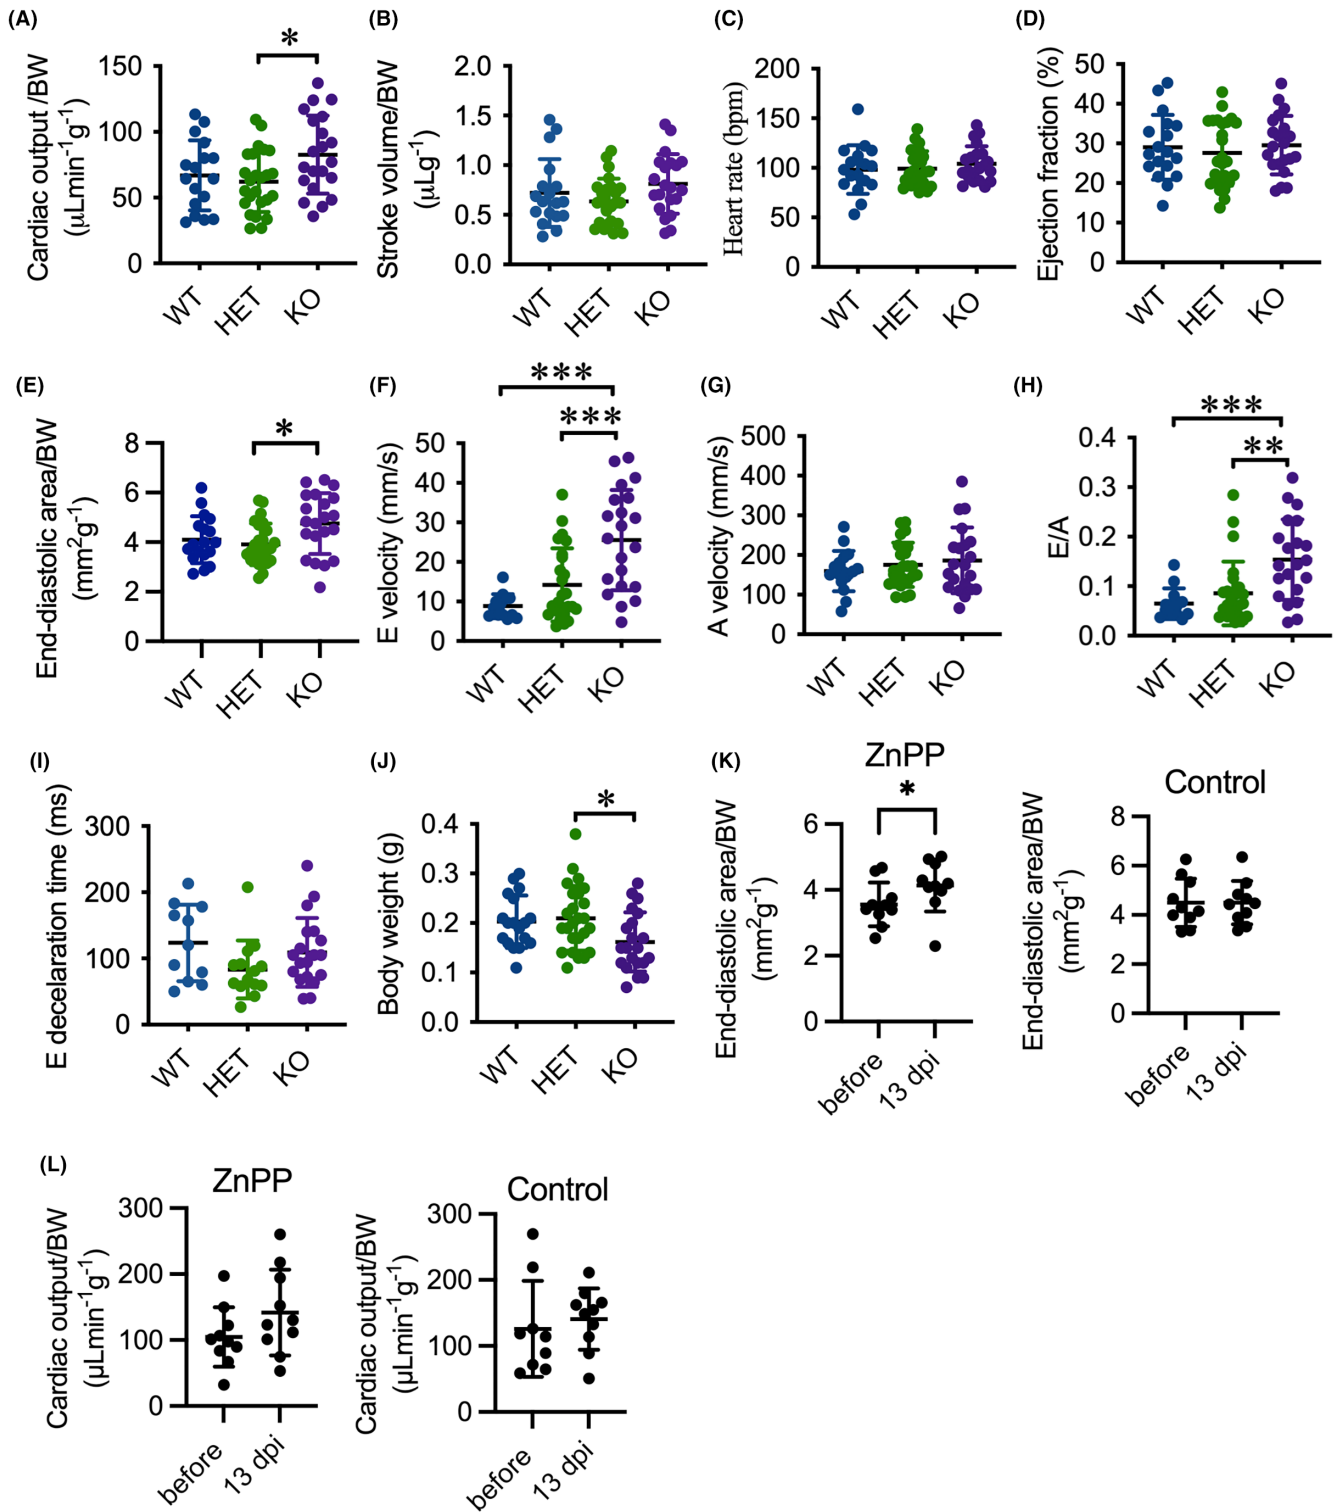 (A)
Cardiac output /BW
(μLmin-1g-1)
150
100
50
0
*
WT
HET
KO
(B)
Stroke volume/BW
(μLg-1)
2.0
1.5
1.0
0.5
0.0
WT
HET
KO
(C)
Heart rate (bpm)
200
150
100
50
0
WT
HET
KO
(D)
Ejection fraction (%)
50
40
30
20
10
0
WT
HET
KO
(E)
End-diastolic area/BW
(mm2g-1)
8
6
4
2
0
*
WT
HET
KO
(F)
E velocity (mm/s)
50
40
30
20
10
0
***
***
WT
HET
KO
(G)
A velocity (mm/s)
500
400
300
200
100
0
WT
HET
KO
(H)
E/A
0.4
0.3
0.2
0.1
0.0
***
**
WT
HET
KO
(I)
E decelaration time (ms)
300
200
100
0
WT
HET
KO
(J)
Body weight (g)
0.4
0.3
0.2
0.1
0.0
*
WT
HET
KO
(K)
ZnPP
End-diastolic area/BW
(mm2g-1)
6
4
2
0
*
before
13 dpi
Control
End-diastolic area/BW
(mm2g-1)
8
6
4
2
0
before
13 dpi
(L)
ZnPP
Cardiac output/BW
(μLmin-1g-1)
300
200
100
0
before
13 dpi
Control
Cardiac output/BW
(μLmin-1g-1)
300
200
100
0
before
13 dpi